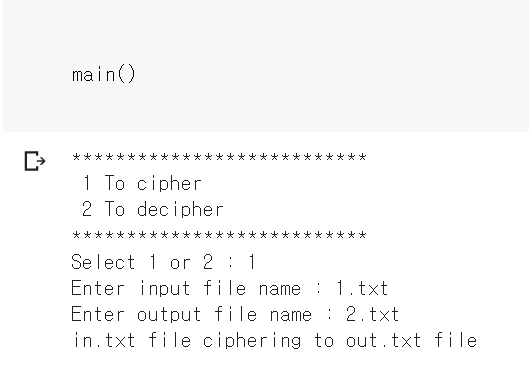 main()
***************************
1 To cipher
2 To decipher
***************************
Select 1 or 2 : 1
Enter input file name : 1.txt
Enter output file name : 2.txt
in.txt file ciphering to out.txt file